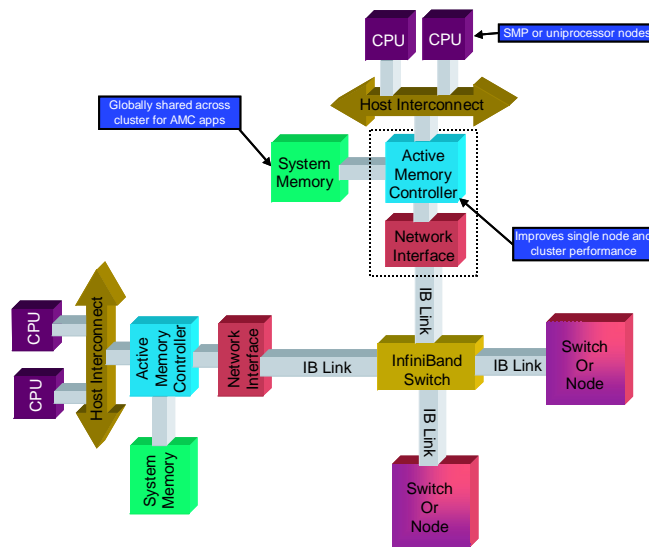 CPU
CPU
SMP or uniprocessor nodes
Host Interconnect
Globally shared across
cluster for AMC apps
System
Memory
Active
Memory
Controller
Network
Interface
Improves single node and
cluster performance
IB Link
CPU
CPU
Host Interconnect
Active
Memory
Controller
Network
Interface
IB Link
InfiniBand
Switch
IB Link
Switch
Or
Node
IB Link
System
Memory
Switch
Or
Node